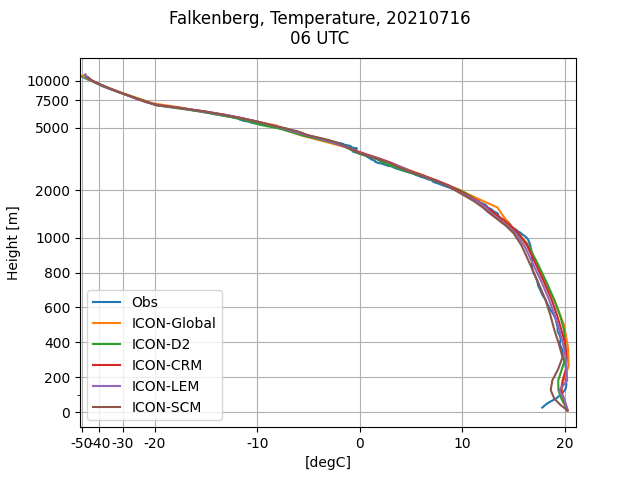 Falkenberg, Temperature, 20210716
06 UTC
Height [m]
10000
7500
5000
2000
1000
800
600
400
200
0
Obs
ICON-Global
ICON-D2
ICON-CRM
ICON-LEM
ICON-SCM
-50 -40 -30 -20 -10 0 10 20
[degC]